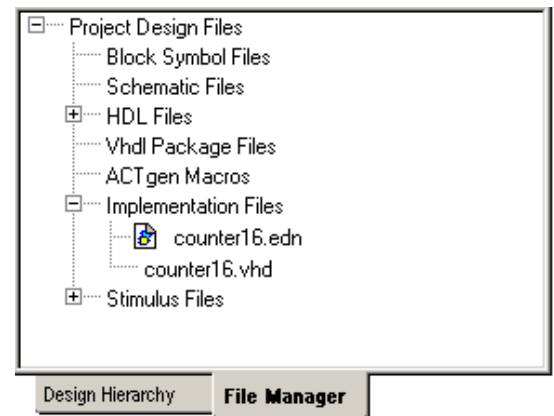 Project Design Files
Block Symbol Files
Schematic Files
HDL Files
Vhdl Package Files
ACTgen Macros
Implementation Files
counter16.edn
counter16.vhd
Stimulus Files
Design Hierarchy File Manager